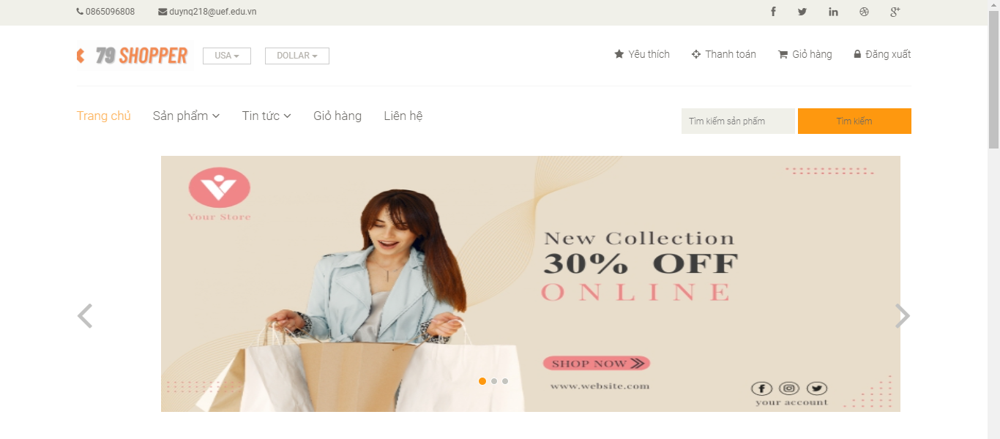 0865096808 duynq218@uef.edu.vn
79 SHOPPER USA DOLLAR Yêu thích Thanh toán Giỏ hàng Đăng xuất
Trang chủ Sản phẩm Tin tức Giỏ hàng Liên hệ Tìm kiếm sản phẩm Tìm kiếm
Your Store
New Collection
30% OFF
ONLINE
SHOP NOW
www.website.com
your account